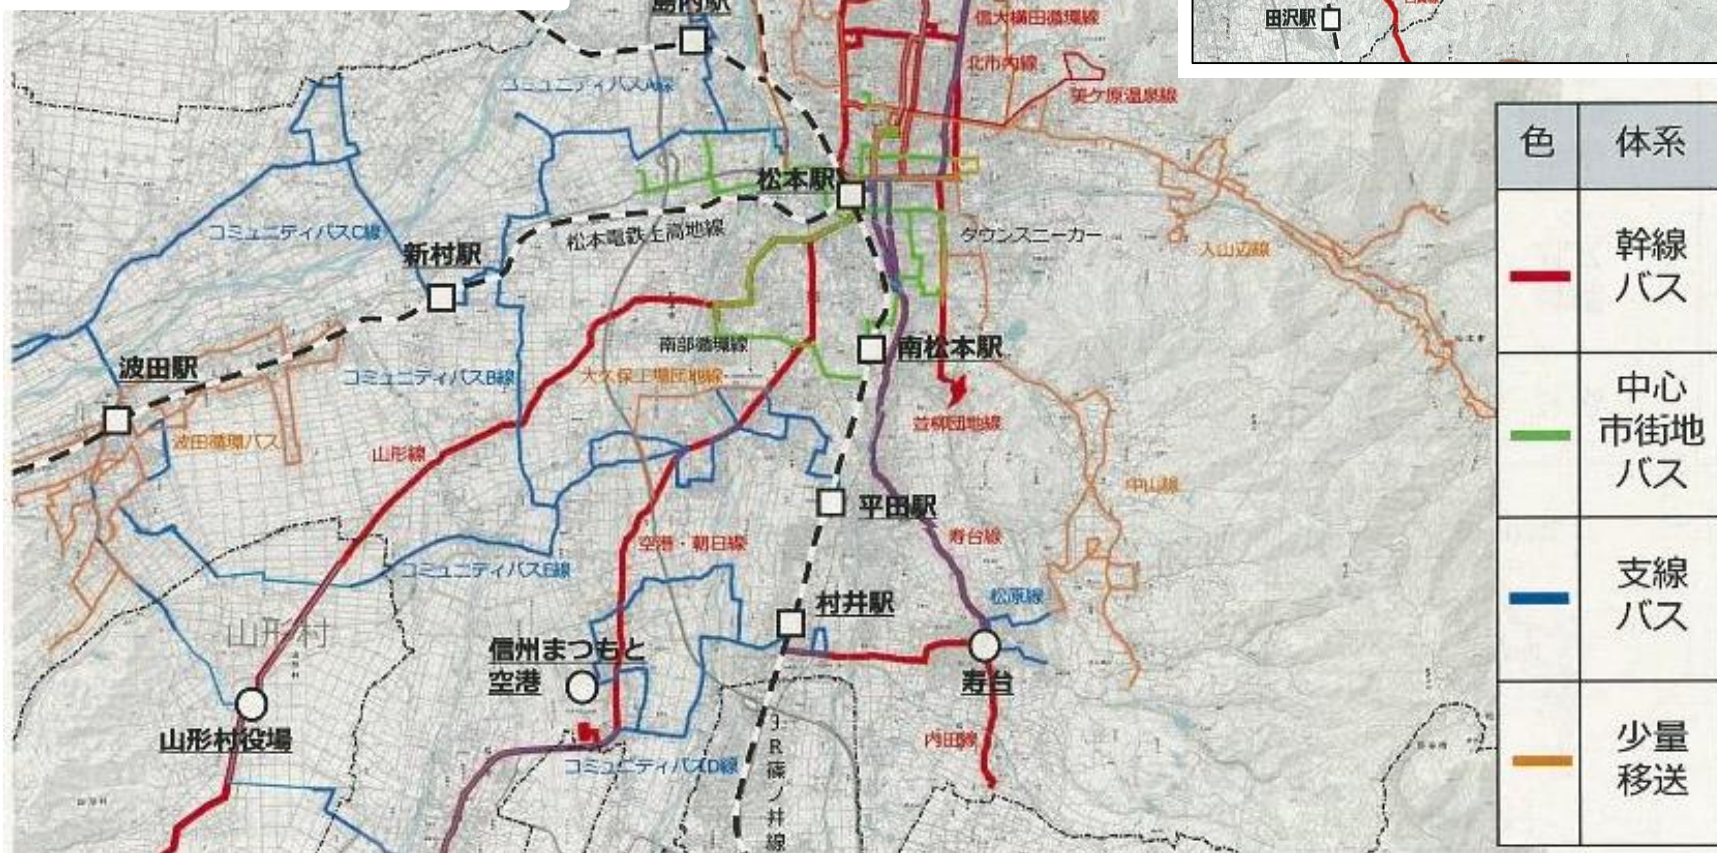 島内駅
信大横田循環線
田沢駅
北市内線
美ケ原温泉線
コミュニティバスA線
色
体系
松本駅
コミュニティバスC線
新村駅
松本電鉄上高地線
タウンスニーカー
入山辺線
幹線
バス
波田駅
南部循環線
南松本駅
コミュニティバスB線
大久保工場団地線
並柳団地線
中心
市街地
バス
波田循環バス
山形線
中山線
平田駅
空港・朝日線
寿台線
コミュニティバスE線
松原線
村井駅
支線
バス
山形村
信州まつもと
空港
寿台
山形村役場
内田線
コミュニティバスD線
JR篠ノ井線
少量
移送